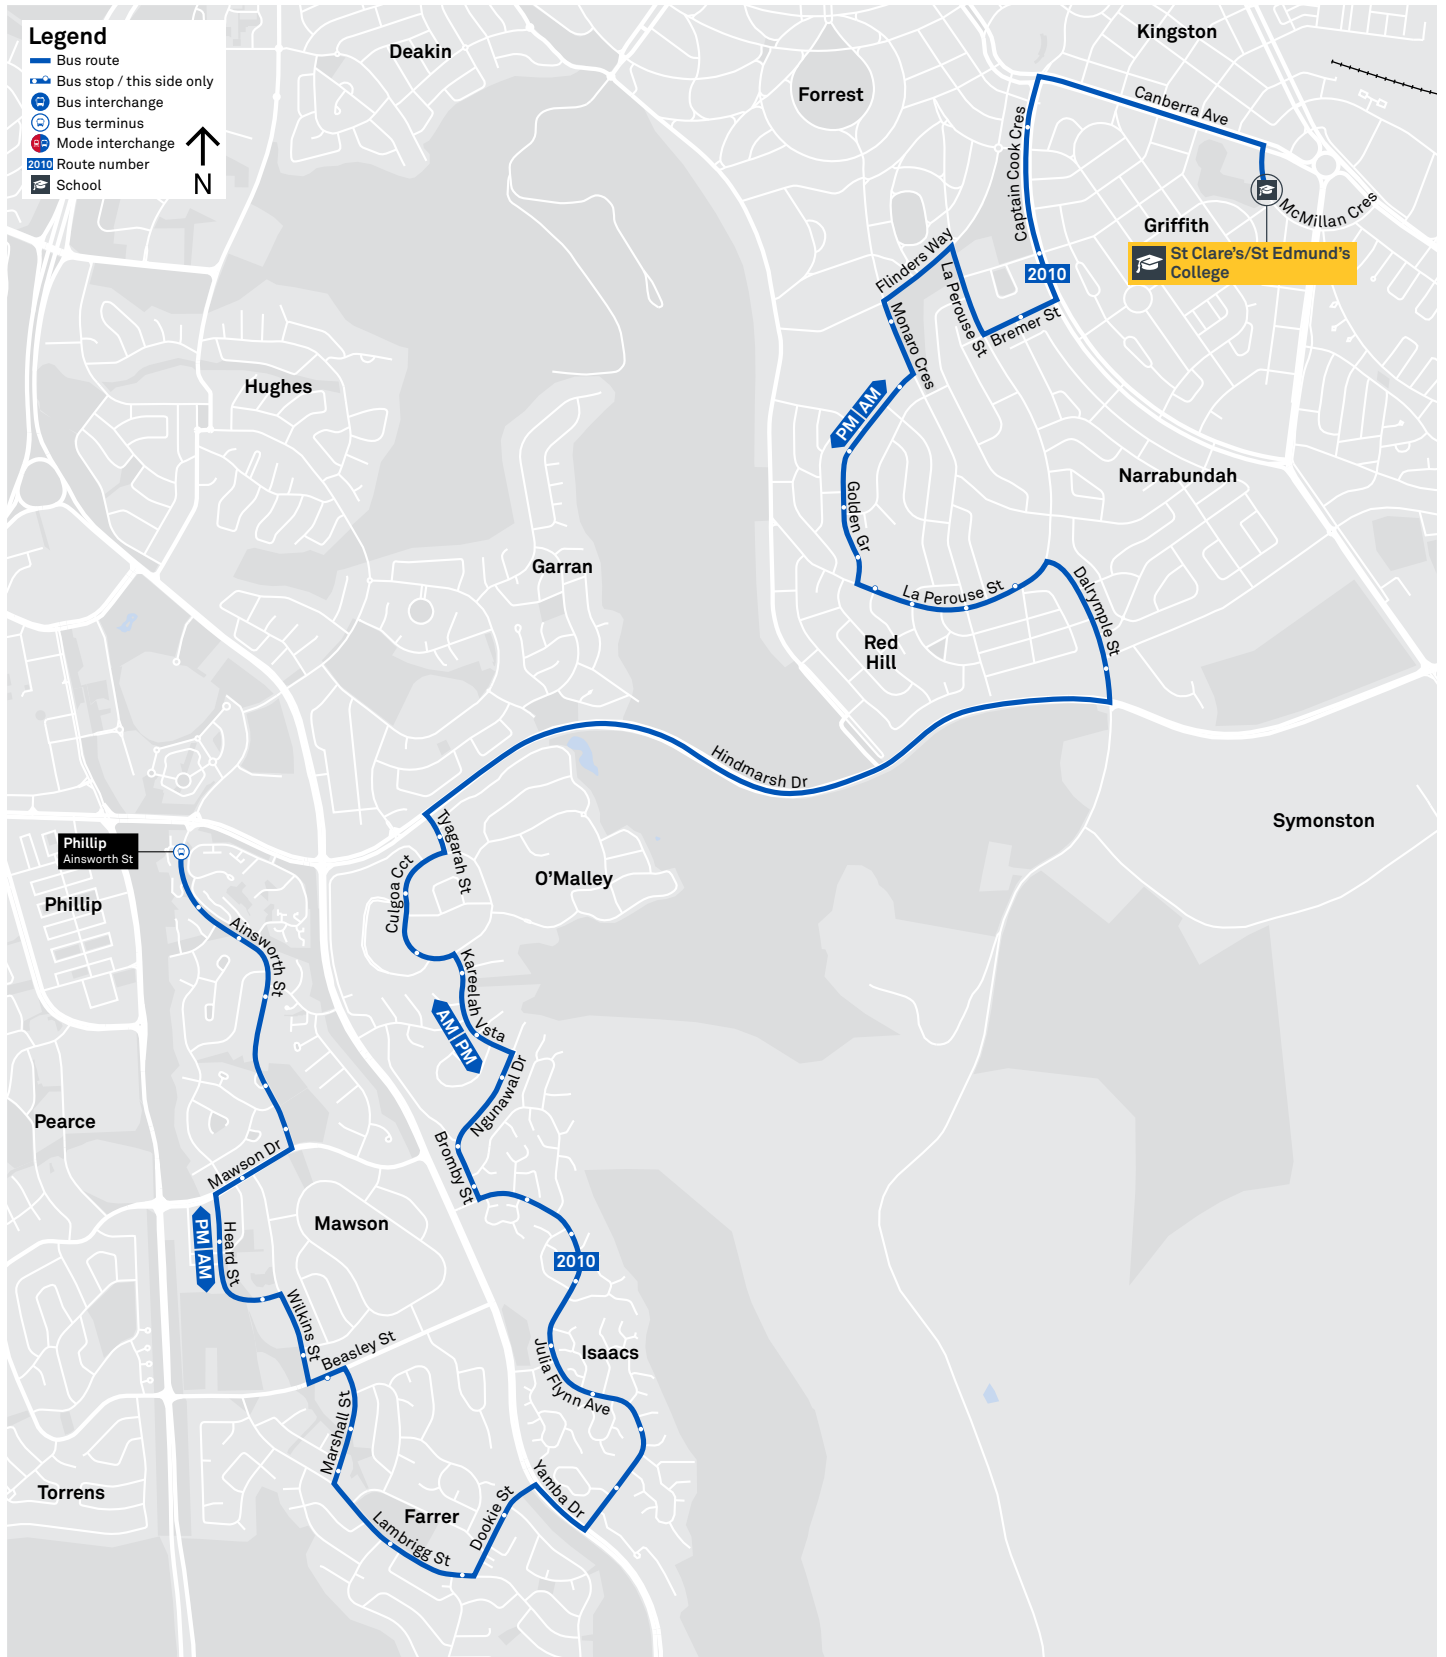 Legend
Bus route
Bus stop / this side only
Bus interchange
Bus terminus
Mode interchange
2010 Route number
School
N
Deakin
Kingston
Forrest
Canberra Ave
Captain Cook Cres
McMillan Cres
Griffith
St Clare's/St Edmund's
College
2010
Flinders Way
La Perouse St
Bremer St
Monaro Cres
PM | AM
Hughes
Narrabundah
Golden Gr
Garran
La Perouse St
Dalrymple St
Red
Hill
Hindmarsh Dr
Symonston
Tyagarah St
Phillip
Ainsworth St
Culgoa Cct
O'Malley
Phillip
Ainsworth St
Kareelah Vsta
AM | PM
Ngunawal Dr
Pearce
Bromby St
Mawson Dr
Mawson
PM | AM
Heard St
2010
Wilkins St
Beasley St
Isaacs
Julia Flynn Ave
Marshall St
Torrens
Yamba Dr
Farrer
Dookie St
Lambrigg St